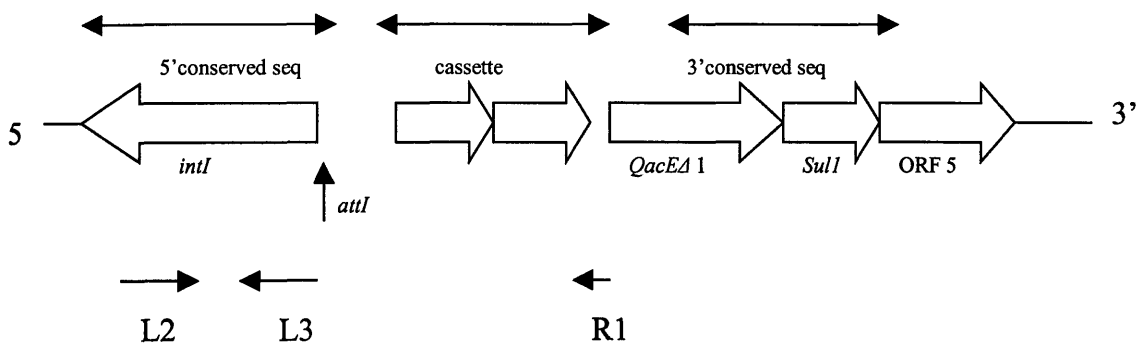 5'conserved seq cassette 3'conserved seq
5 3'
intI QacEΔ 1 Sul1 ORF 5
attI
L2 L3 R1